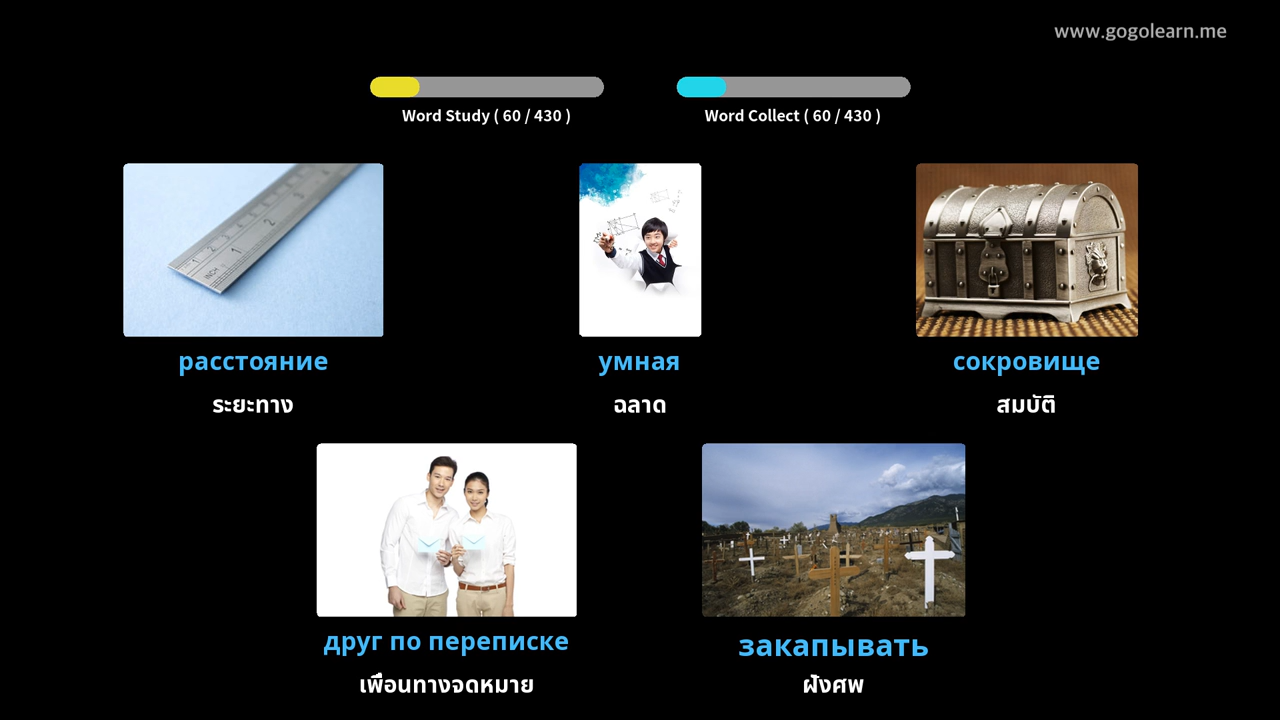 www.gogolearn.me
Word Study ( 60 / 430 )
Word Collect ( 60 / 430 )
расстояние
умная
сокровище
ระยะทาง
ฉลาด
สมบัติ
друг по переписке
закапывать
เพื่อนทางจดหมาย
ฝังศพ